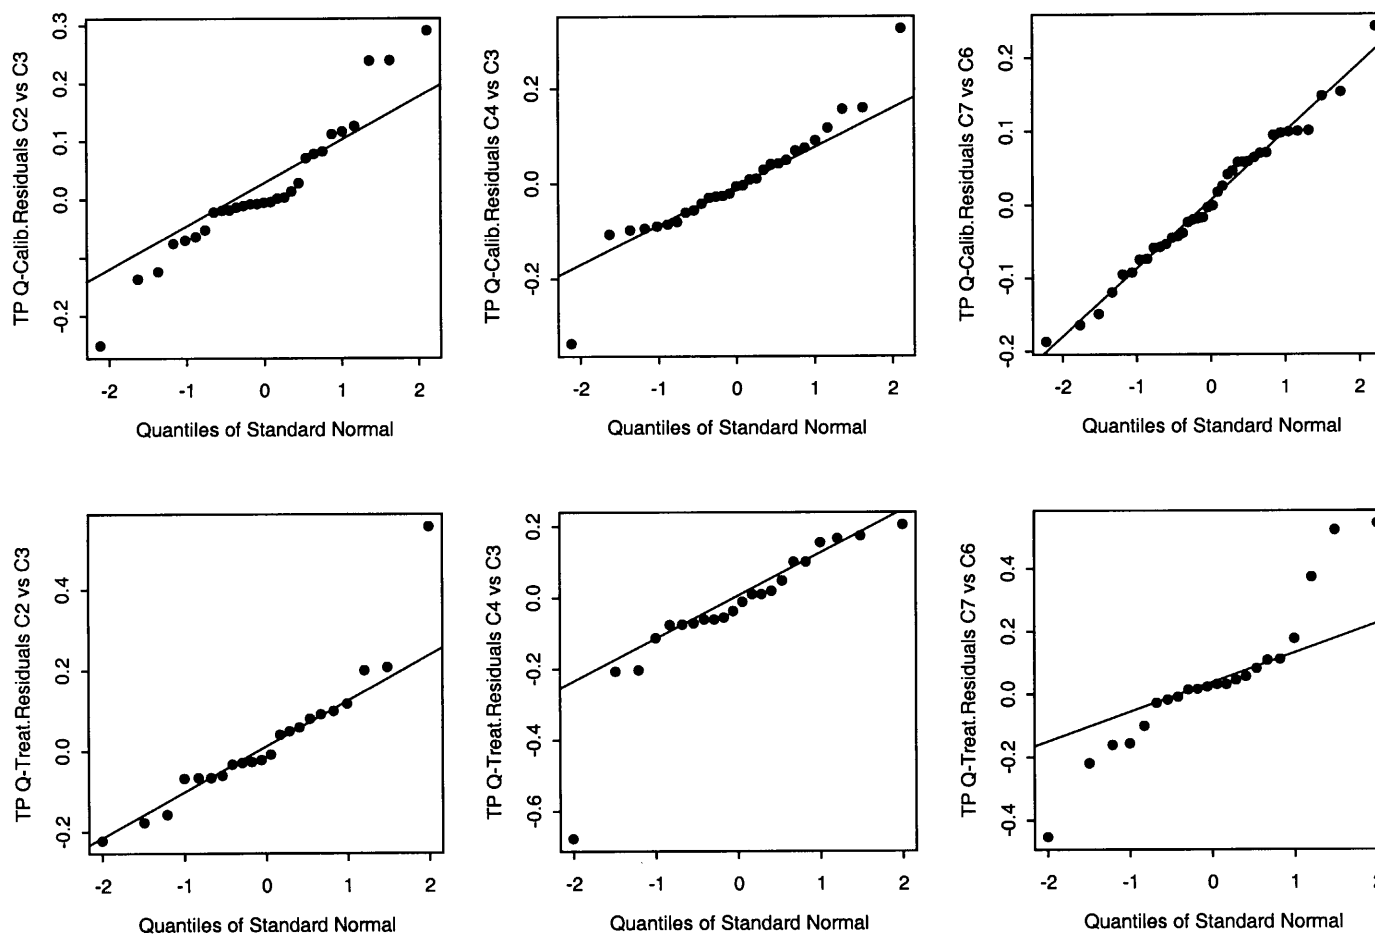 TP Q-Calib.Residuals C2 vs C3
0.3
0.2
0.1
0.0
-0.2
-2 -1 0 1 2
Quantiles of Standard Normal
TP Q-Calib.Residuals C4 vs C3
0.2
0.0
-0.2
-2 -1 0 1 2
Quantiles of Standard Normal
TP Q-Calib.Residuals C7 vs C6
0.2
0.1
0.0
-0.1
-0.2
-2 -1 0 1 2
Quantiles of Standard Normal
TP Q-Treat.Residuals C2 vs C3
0.4
0.2
0.0
-0.2
-2 -1 0 1 2
Quantiles of Standard Normal
TP Q-Treat.Residuals C4 vs C3
0.2
0.0
-0.2
-0.4
-0.6
-2 -1 0 1 2
Quantiles of Standard Normal
TP Q-Treat.Residuals C7 vs C6
0.4
0.2
0.0
-0.2
-0.4
-2 -1 0 1 2
Quantiles of Standard Normal